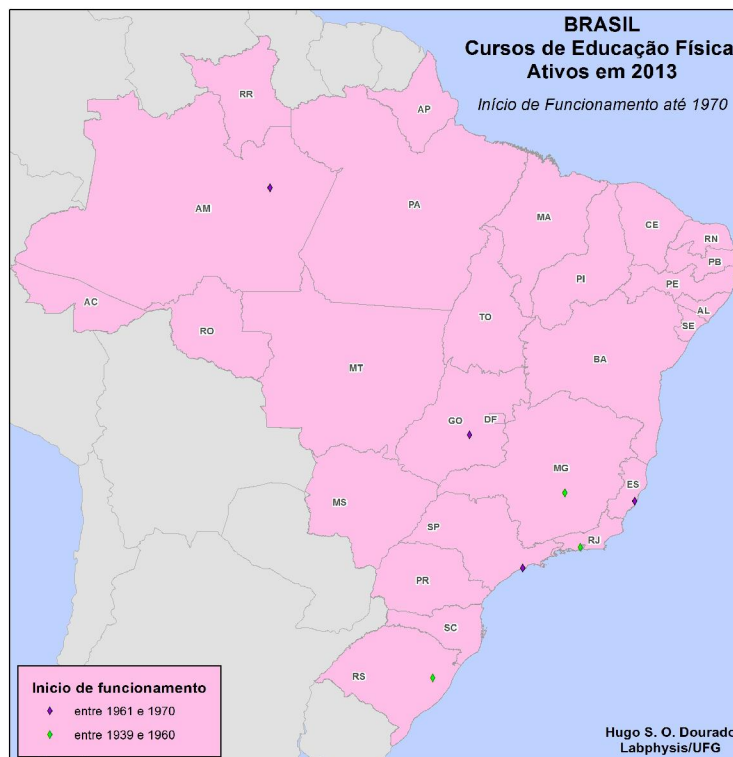 BRASIL
Cursos de Educação Física
Ativos em 2013
Início de Funcionamento até 1970
RR
AP
AM
PA
MA
CE
RN
PB
PI
PE
AC
AL
TO
SE
RO
BA
MT
GO
DF
MG
ES
MS
SP
RJ
PR
SC
RS
Inicio de funcionamento
entre 1961 e 1970
entre 1939 e 1960
Hugo S. O. Dourado
Labphysis/UFG